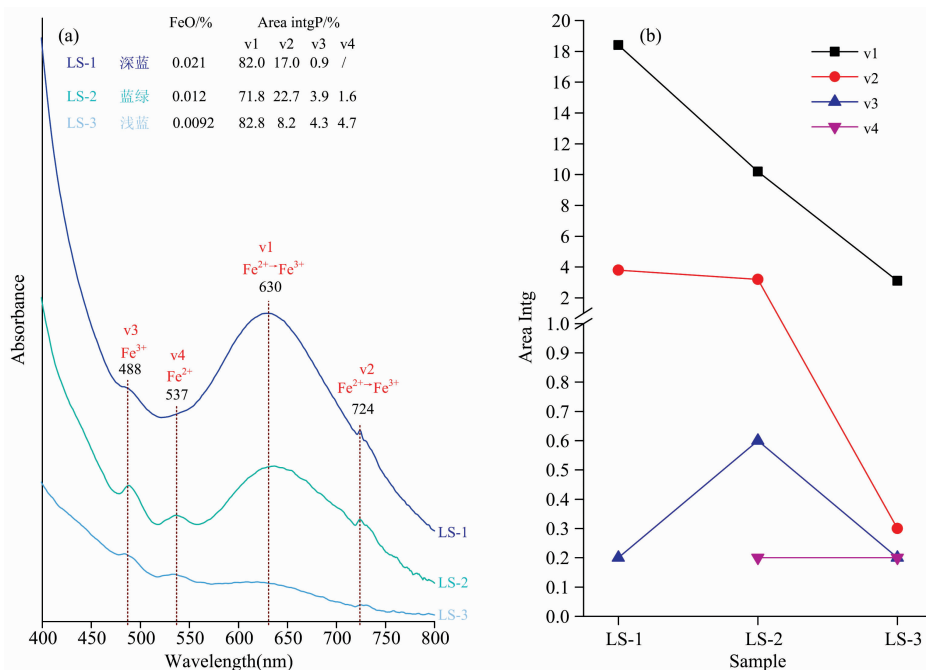 (a)
FeO/% Area intgP/%
v1 v2 v3 v4
LS-1 深蓝 0.021 82.0 17.0 0.9 /
LS-2 蓝绿 0.012 71.8 22.7 3.9 1.6
LS-3 浅蓝 0.0092 82.8 8.2 4.3 4.7
v1
Fe²⁺→Fe³⁺
630
v3
Fe³⁺
488
v4
Fe²⁺
537
v2
Fe²⁺→Fe³⁺
724
LS-1
LS-2
LS-3
Absorbance
400 450 500 550 600 650 700 750 800
Wavelength(nm)
(b)
v1
v2
v3
v4
20
18
16
14
12
10
8
6
4
2
1.0
0.9
0.8
0.7
0.6
0.5
0.4
0.3
0.2
0.1
0.0
Area Intg
LS-1 LS-2 LS-3
Sample